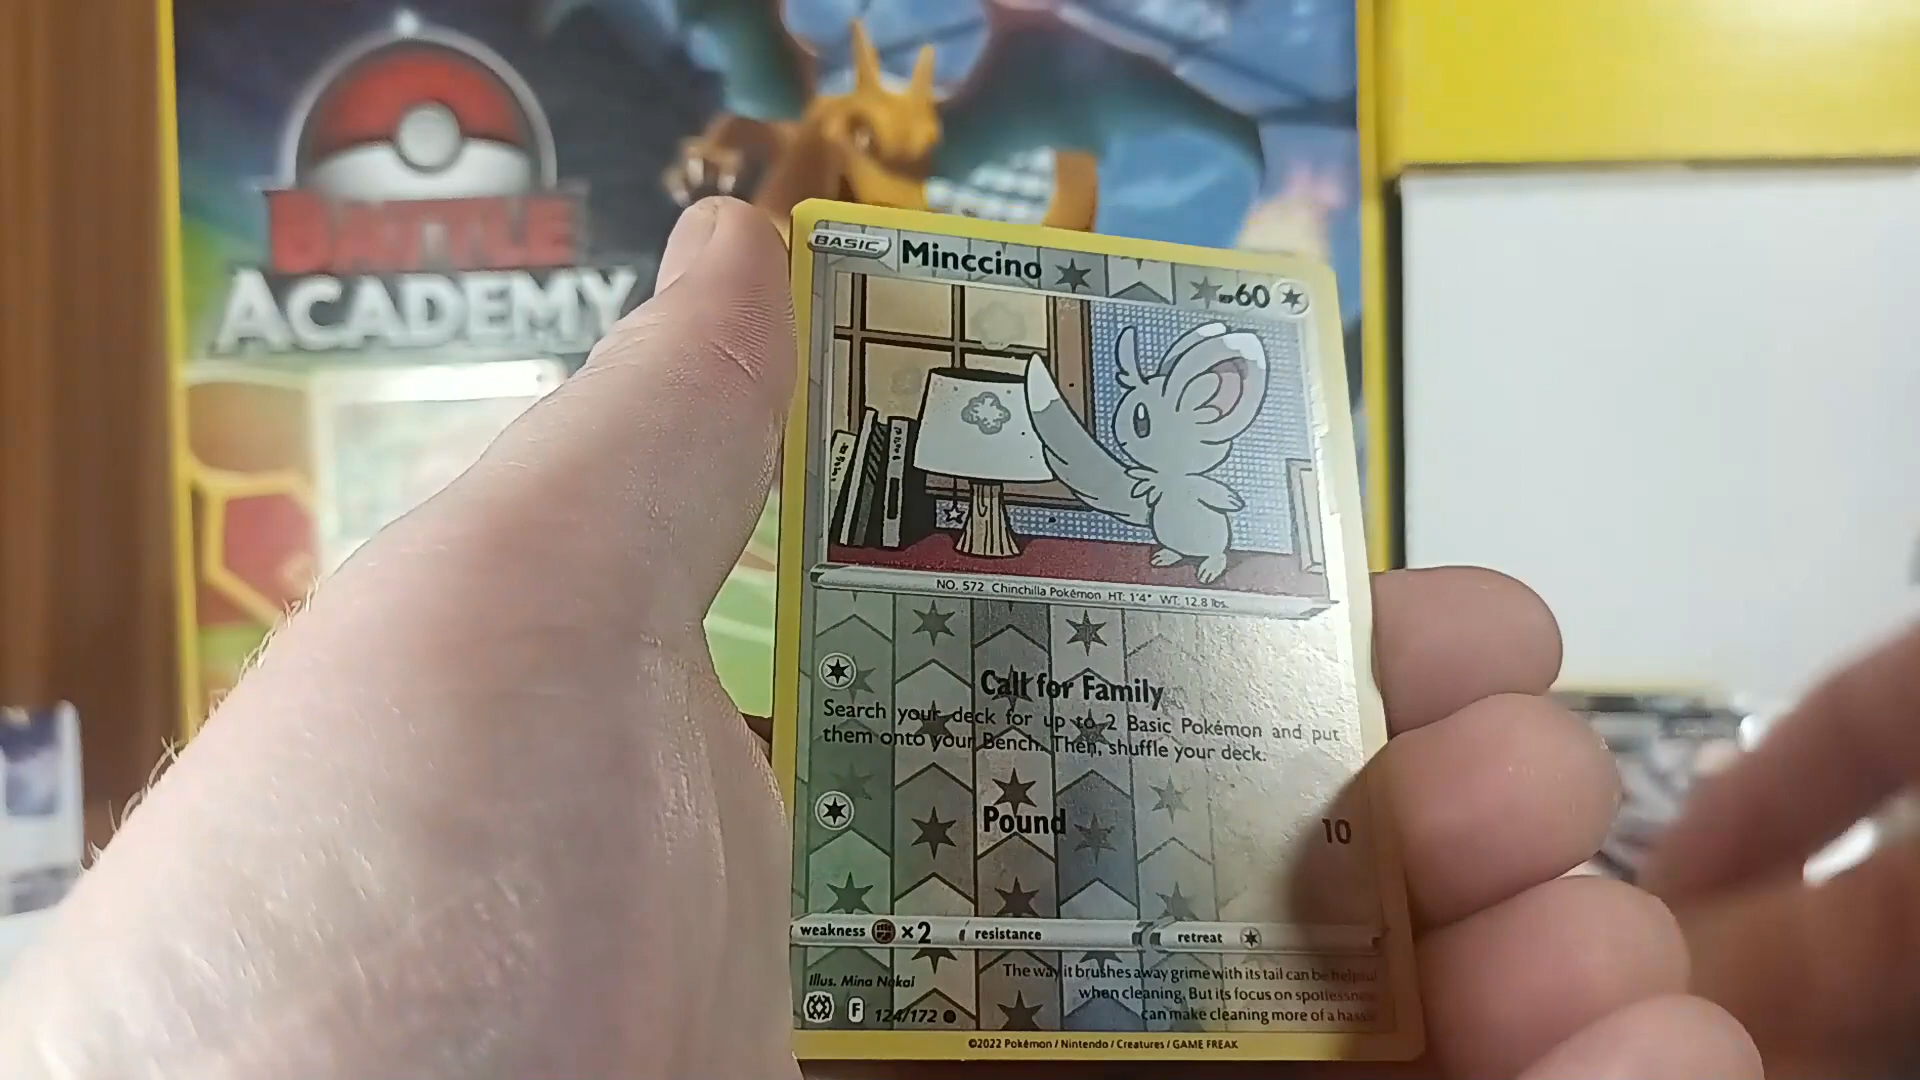 BATTLE
ACADEMY
BASIC
Minccino
HP60
NO. 572 Chinchilla Pokémon HT: 1'4" WT: 12.8 lbs.
Call for Family
Search your deck for up to 2 Basic Pokémon and put
them onto your Bench. Then, shuffle your deck.
Pound 10
weakness ×2 resistance retreat
Illus. Mina Nakai
The way it brushes away grime with its tail can be helpful
when cleaning. But its focus on spotlessness
can make cleaning more of a hassle.
F 124/172
©2022 Pokémon / Nintendo / Creatures / GAME FREAK